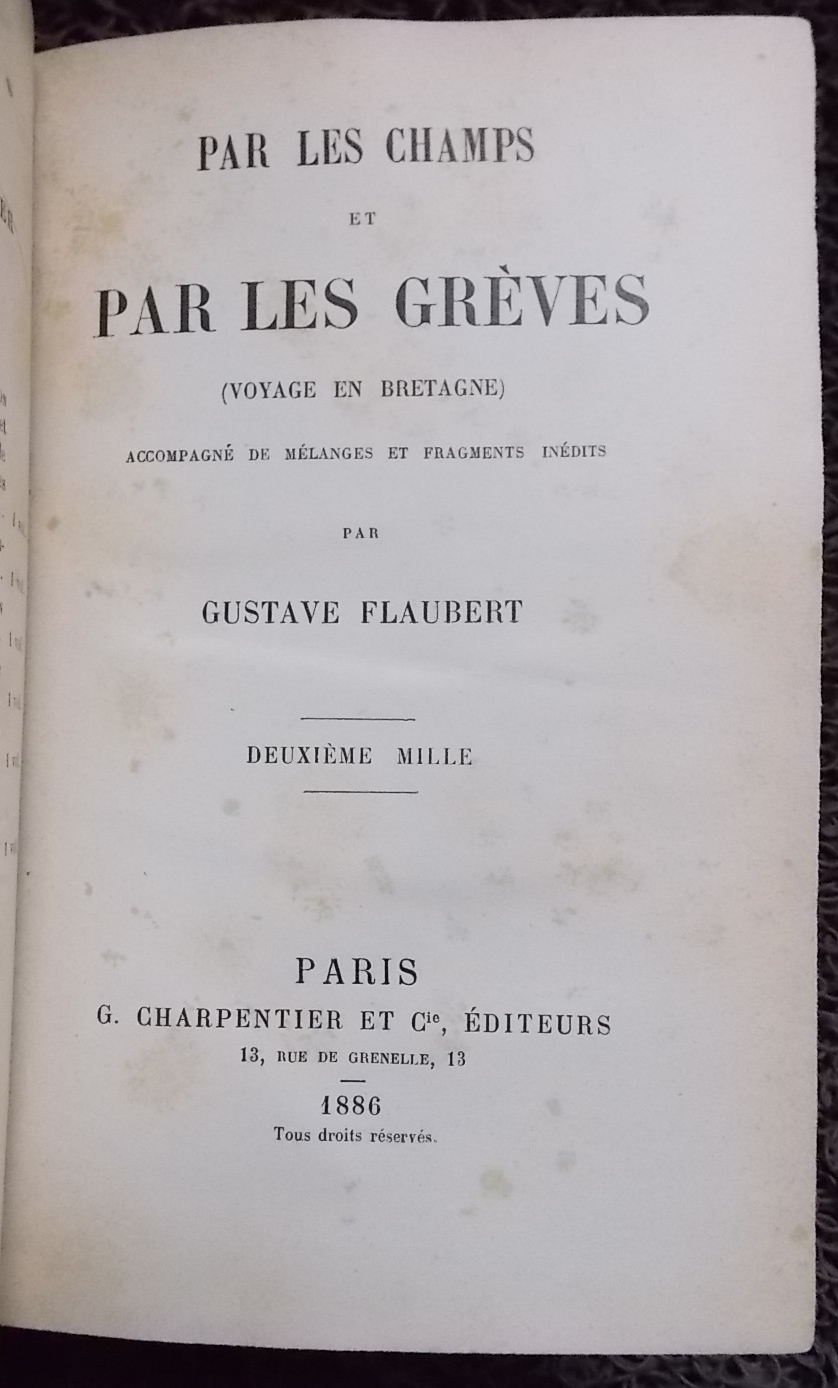 PAR LES CHAMPS
ET
PAR LES GRÈVES
(VOYAGE EN BRETAGNE)
ACCOMPAGNÉ DE MÉLANGES ET FRAGMENTS INÉDITS
PAR
GUSTAVE FLAUBERT
DEUXIÈME MILLE
PARIS
G. CHARPENTIER ET Cie, ÉDITEURS
13, RUE DE GRENELLE, 13
1886
Tous droits réservés.